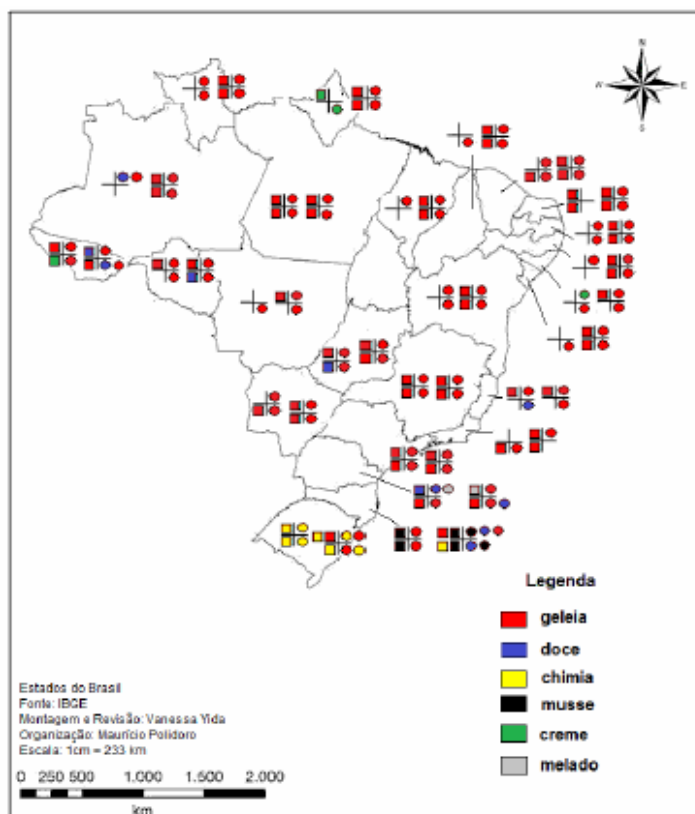 N
A
E
S
Legenda
geleia
doce
chimia
musse
creme
melado
Estados do Brasil
Fonte: IBGE
Montagem e Revisão: Vanessa Yida
Organização: Maurício Polidoro
Escala: 1cm = 233 km
0 250 500 1.000 1.500 2.000
km